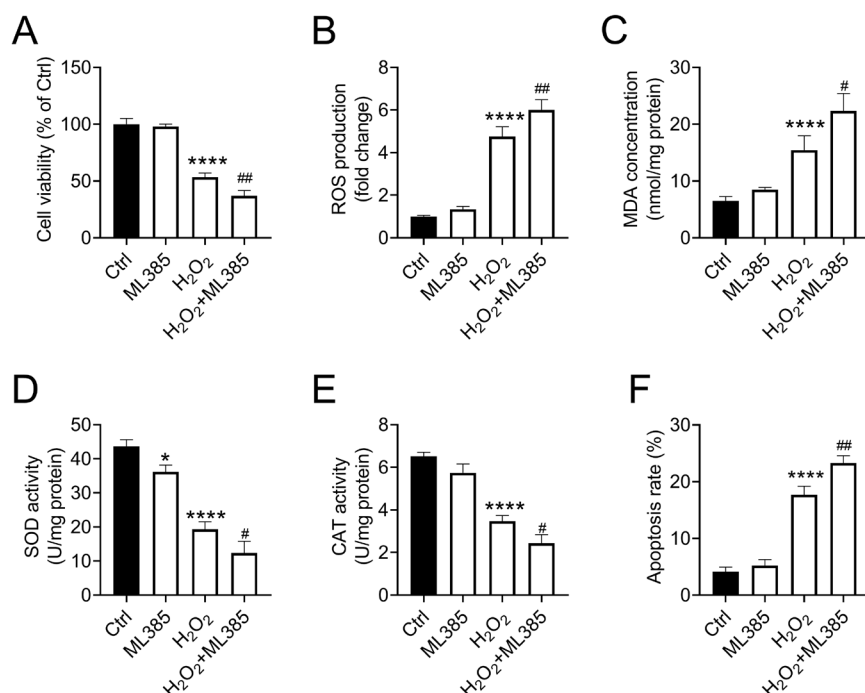 A
Cell viability (% of Ctrl)
150
100
50
0
****
##
Ctrl
ML385
H₂O₂
H₂O₂+ML385
B
ROS production
(fold change)
8
6
4
2
0
****
##
Ctrl
ML385
H₂O₂
H₂O₂+ML385
C
MDA concentration
(nmol/mg protein)
30
20
10
0
****
#
Ctrl
ML385
H₂O₂
H₂O₂+ML385
D
SOD activity
(U/mg protein)
50
40
30
20
10
0
*
****
#
Ctrl
ML385
H₂O₂
H₂O₂+ML385
E
CAT activity
(U/mg protein)
8
6
4
2
0
****
#
Ctrl
ML385
H₂O₂
H₂O₂+ML385
F
Apoptosis rate (%)
30
20
10
0
****
##
Ctrl
ML385
H₂O₂
H₂O₂+ML385